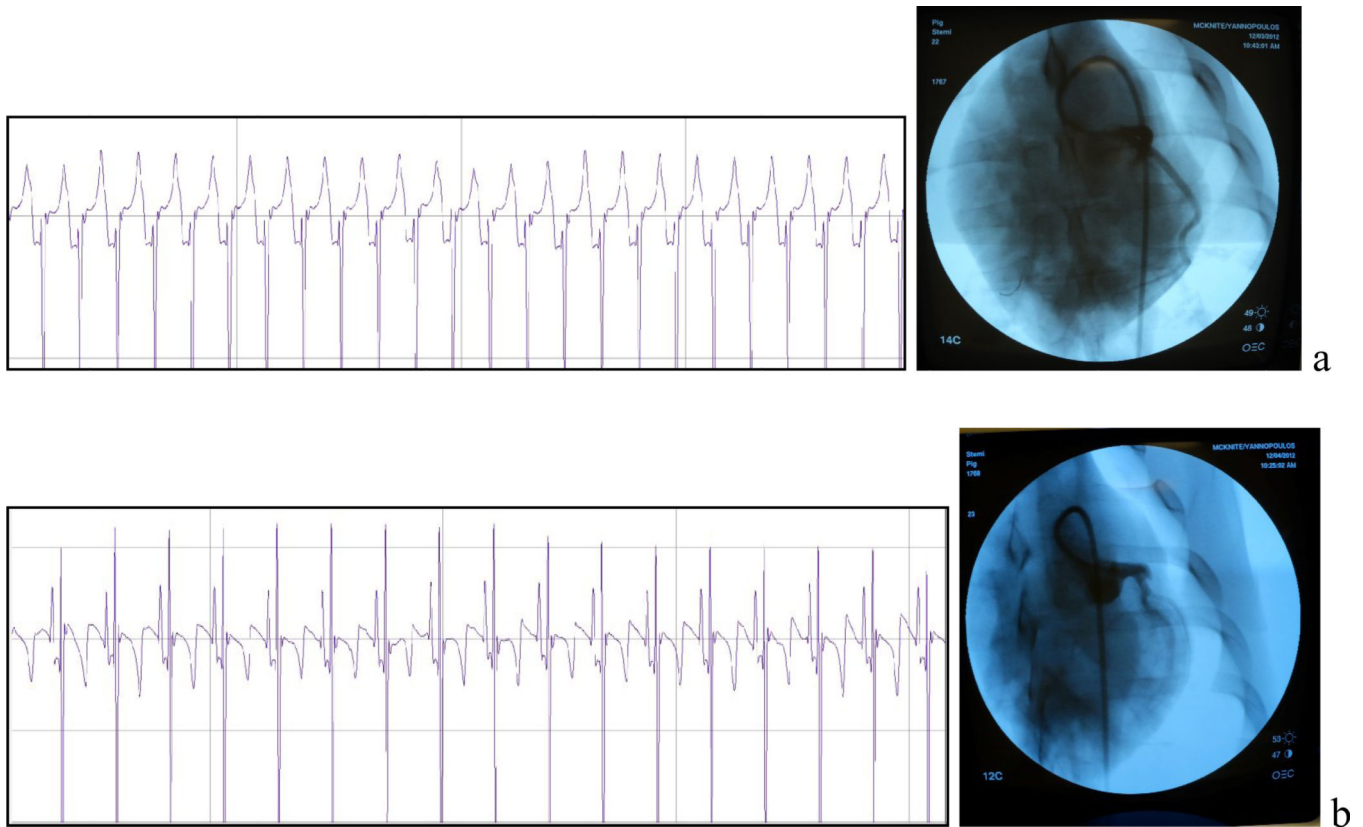 Pig
Stemi
22
1767
MCKNITE/YANNOPOULOS
12/03/2012
10:43:01 AM
49
48
OEC
14C
a
Stemi
Pig
1768
23
MCKNITE/YANNOPOULOS
12/04/2012
10:25:02 AM
53
47
OEC
12C
b